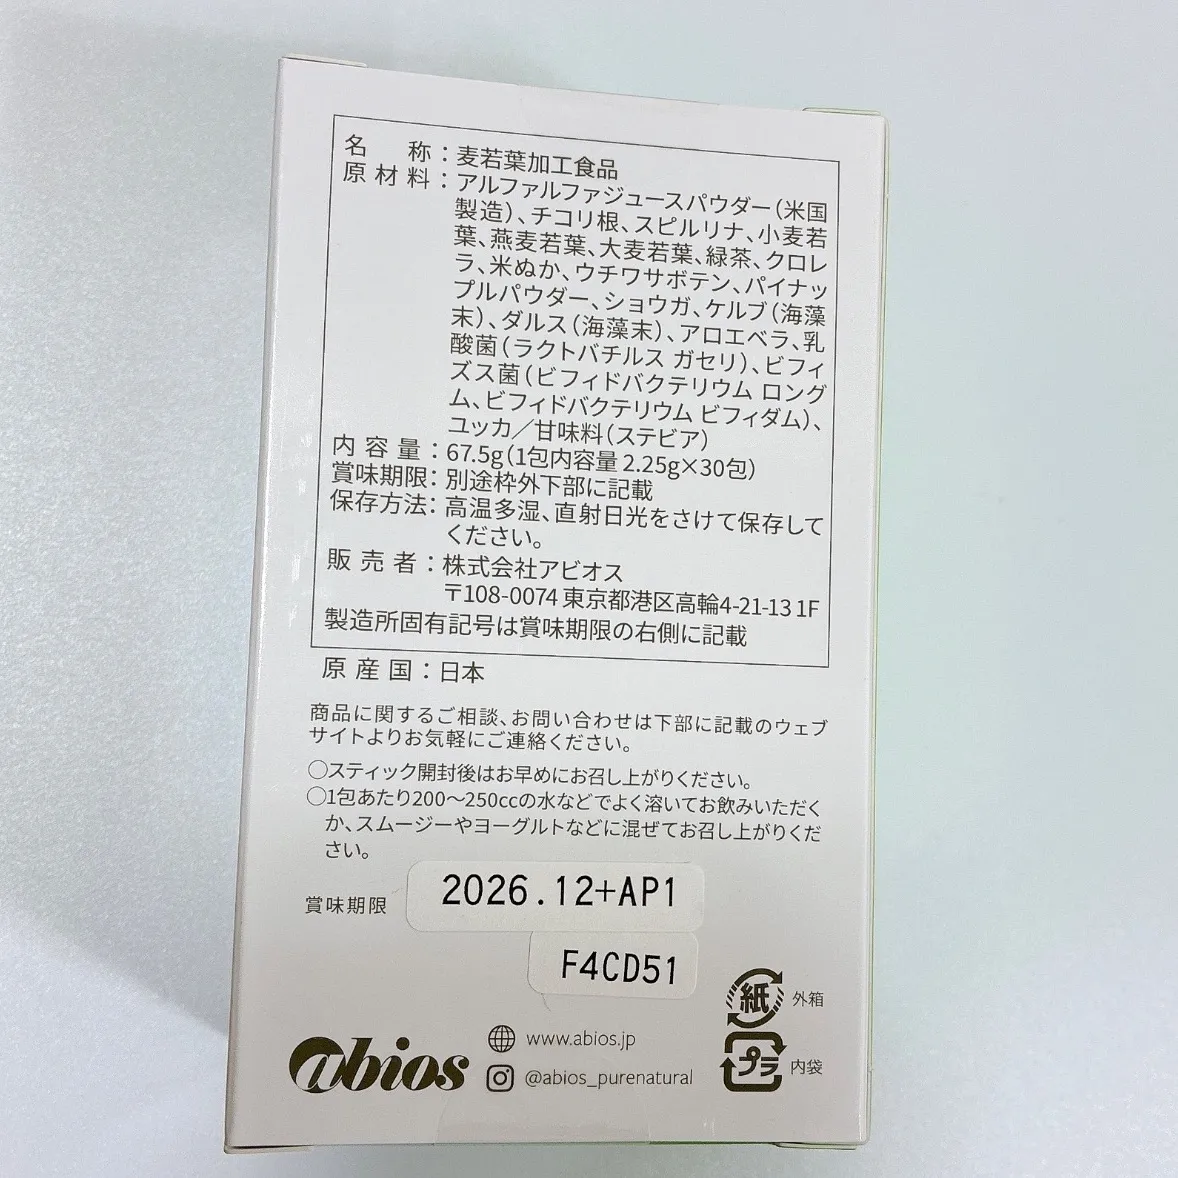 名称：麦若葉加工食品
原材料：アルファルファジュースパウダー（米国
製造）、チコリ根、スピルリナ、小麦若
葉、燕麦若葉、大麦若葉、緑茶、クロレ
ラ、米ぬか、ウチワサボテン、パイナッ
プルパウダー、ショウガ、ケルプ（海藻
末）、ダルス（海藻末）、アロエベラ、乳
酸菌（ラクトバチルス ガセリ）、ビフィ
ズス菌（ビフィドバクテリウム ロング
ム、ビフィドバクテリウム ビフィダム）、
ユッカ／甘味料（ステビア）
内容量：67.5g（1包内容量 2.25g×30包）
賞味期限：別途枠外下部に記載
保存方法：高温多湿、直射日光をさけて保存して
ください。
販売者：株式会社アビオス
〒108-0074 東京都港区高輪4-21-13 1F
製造所固有記号は賞味期限の右側に記載
原産国：日本
商品に関するご相談、お問い合わせは下部に記載のウェブ
サイトよりお気軽にご連絡ください。
○スティック開封後はお早めにお召し上がりください。
○1包あたり200〜250ccの水などでよく溶いてお飲みいただく
か、スムージーやヨーグルトなどに混ぜてお召し上がりくだ
さい。
賞味期限 2026.12+AP1
F4CD51
紙 外箱
プラ 内袋
abios
www.abios.jp
@abios_purenatural